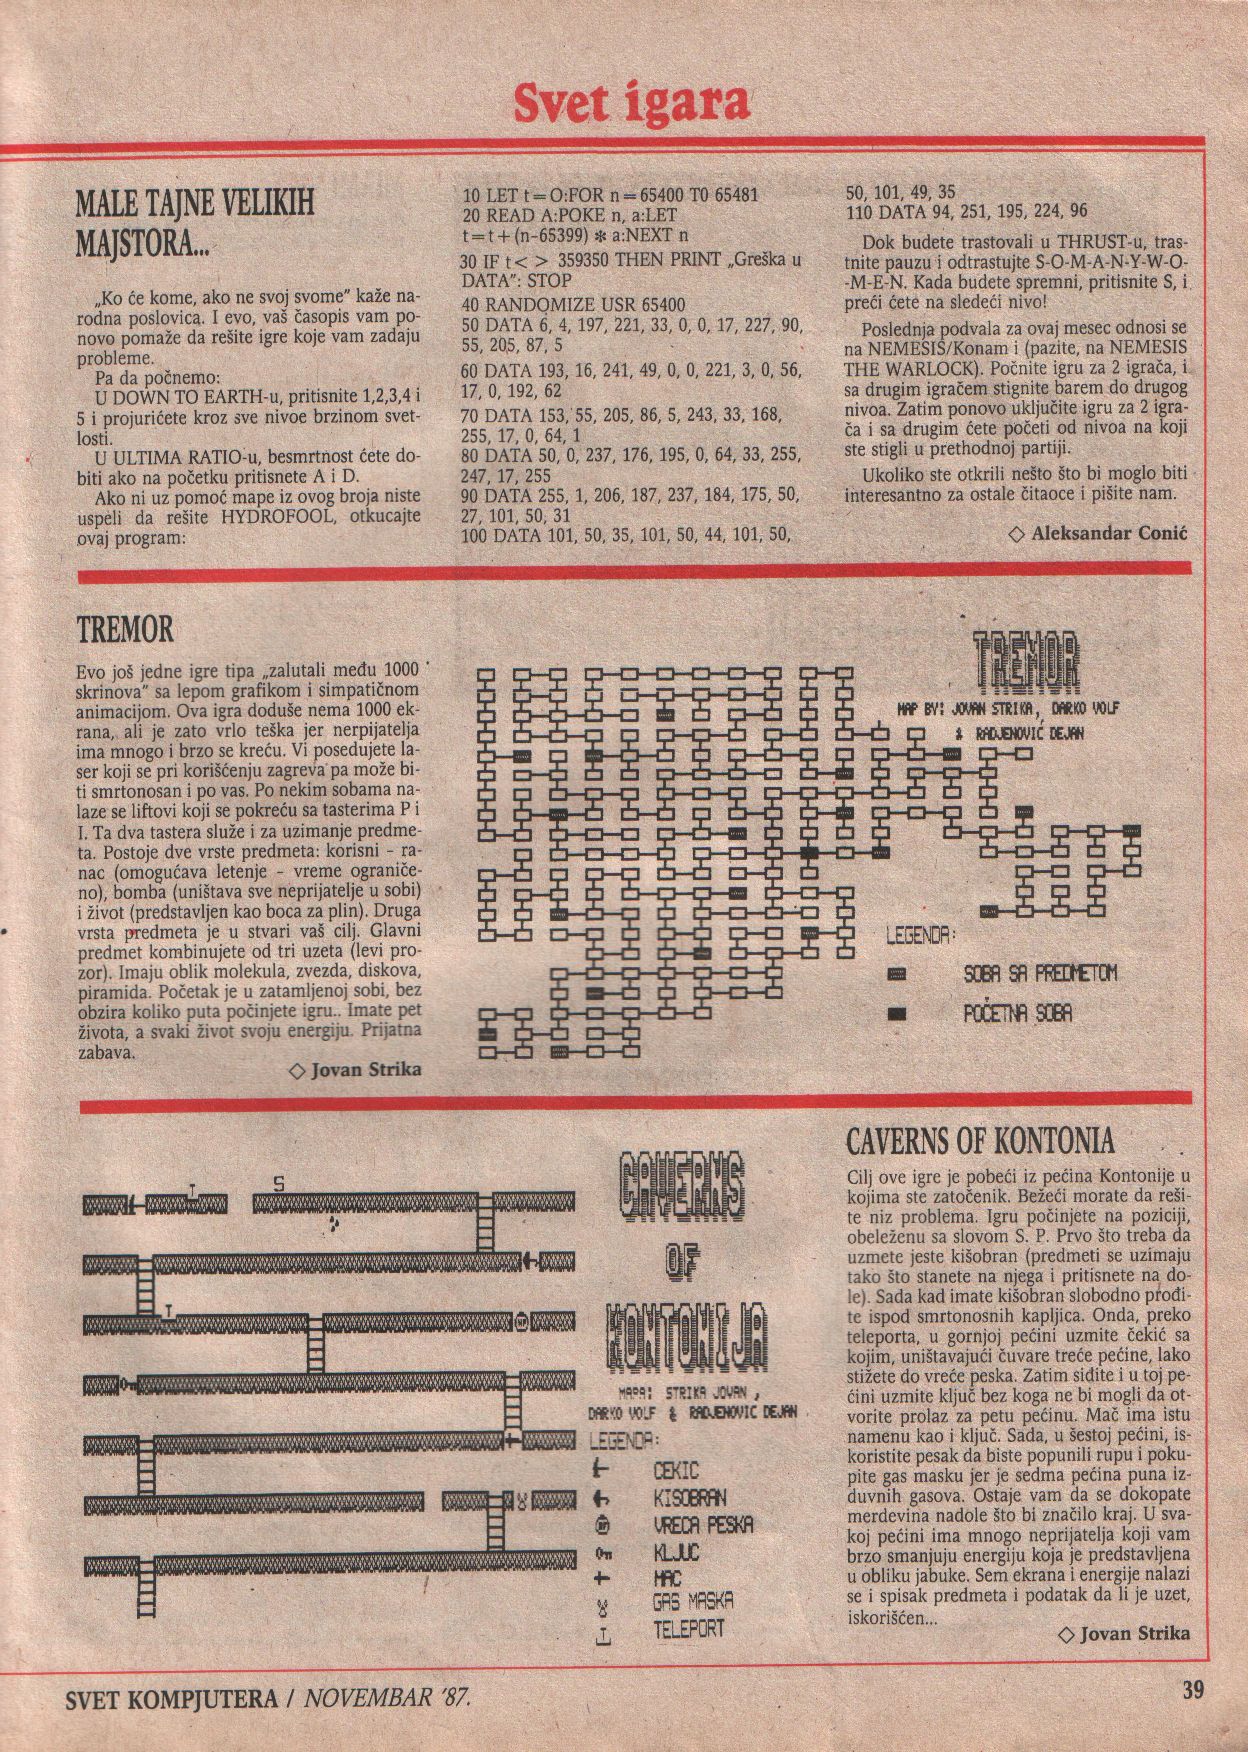 Svet igara
MALE TAJNE VELIKIH
MAJSTORA...
„Ko će kome, ako ne svoj svome” kaže na-
rodna poslovica. I evo, vaš časopis vam po-
novo pomaže da rešite igre koje vam zadaju
probleme.
Pa da počnemo:
U DOWN TO EARTH-u, pritisnite 1,2,3,4 i
5 i projurićete kroz sve nivoe brzinom svet-
losti.
U ULTIMA RATIO-u, besmrtnost ćete do-
biti ako na početku pritisnete A i D.
Ako ni uz pomoć mape iz ovog broja niste
uspeli da rešite HYDROFOOL, otkucajte
ovaj program:
10 LET t=O:FOR n=65400 TO 65481
20 READ A:POKE n, a:LET
t=t+(n-65399) * a:NEXT n
30 IF t< > 359350 THEN PRINT „Greška u
DATA”: STOP
40 RANDOMIZE USR 65400
50 DATA 6, 4, 197, 221, 33, 0, 0, 17, 227, 90,
55, 205, 87, 5
60 DATA 193, 16, 241, 49, 0, 0, 221, 3, 0, 56,
17, 0, 192, 62
70 DATA 153, 55, 205, 86, 5, 243, 33, 168,
255, 17, 0, 64, 1
80 DATA 50, 0, 237, 176, 195, 0, 64, 33, 255,
247, 17, 255
90 DATA 255, 1, 206, 187, 237, 184, 175, 50,
27, 101, 50, 31
100 DATA 101, 50, 35, 101, 50, 44, 101, 50,
50, 101, 49, 35
110 DATA 94, 251, 195, 224, 96
Dok budete trastovali u THRUST-u, tras-
tnite pauzu i odtrastujte S-O-M-A-N-Y-W-O-
-M-E-N. Kada budete spremni, pritisnite S, i
preći ćete na sledeći nivo!
Poslednja podvala za ovaj mesec odnosi se
na NEMESIS/Konam i (pazite, na NEMESIS
THE WARLOCK). Počnite igru za 2 igrača, i
sa drugim igračem stignite barem do drugog
nivoa. Zatim ponovo uključite igru za 2 igra-
ča i sa drugim ćete početi od nivoa na koji
ste stigli u prethodnoj partiji.
Ukoliko ste otkrili nešto što bi moglo biti
interesantno za ostale čitaoce i pišite nam.
◇ Aleksandar Conić
TREMOR
Evo još jedne igre tipa „zalutali među 1000
skrinova” sa lepom grafikom i simpatičnom
animacijom. Ova igra doduše nema 1000 ek-
rana, ali je zato vrlo teška jer nerpijatelja
ima mnogo i brzo se kreću. Vi posedujete la-
ser koji se pri korišćenju zagreva pa može bi-
ti smrtonosan i po vas. Po nekim sobama na-
laze se liftovi koji se pokreću sa tasterima P i
I. Ta dva tastera služe i za uzimanje predme-
ta. Postoje dve vrste predmeta: korisni – ra-
nac (omogućava letenje – vreme ograniče-
no), bomba (uništava sve neprijatelje u sobi)
i život (predstavljen kao boca za plin). Druga
vrsta predmeta je u stvari vaš cilj. Glavni
predmet kombinujete od tri uzeta (levi pro-
zor). Imaju oblik molekula, zvezda, diskova,
piramida. Početak je u zatamljenoj sobi, bez
obzira koliko puta počinjete igru.. Imate pet
života, a svaki život svoju energiju. Prijatna
zabava.
◇ Jovan Strika
TREMOR
MAP BY: JOVAN STRIKA, DARKO VOLF
& RADJENOVIĆ DEJAN
LEGENDA:
SOBA SA PREDMETOM
POČETNA SOBA
S
CAVERNS
OF
KONTONIJA
MAPA: STRIKA JOVAN ,
DARKO VOLF & RADJENOVIC DEJAN
LEGENDA:
CEKIC
KISOBRAN
VRECA PESKA
KLJUC
MAC
GAS MASKA
TELEPORT
CAVERNS OF KONTONIA
Cilj ove igre je pobeći iz pećina Kontonije u
kojima ste zatočenik. Bežeći morate da reši-
te niz problema. Igru počinjete na poziciji,
obeleženu sa slovom S. P. Prvo što treba da
uzmete jeste kišobran (predmeti se uzimaju
tako što stanete na njega i pritisnete na do-
le). Sada kad imate kišobran slobodno prođi-
te ispod smrtonosnih kapljica. Onda, preko
teleporta, u gornjoj pećini uzmite čekić sa
kojim, uništavajući čuvare treće pećine, lako
stižete do vreće peska. Zatim siđite i u toj pe-
ćini uzmite ključ bez koga ne bi mogli da ot-
vorite prolaz za petu pećinu. Mač ima istu
namenu kao i ključ. Sada, u šestoj pećini, is-
koristite pesak da biste popunili rupu i poku-
pite gas masku jer je sedma pećina puna iz-
duvnih gasova. Ostaje vam da se dokopate
merdevina nadole što bi značilo kraj. U sva-
koj pećini ima mnogo neprijatelja koji vam
brzo smanjuju energiju koja je predstavljena
u obliku jabuke. Sem ekrana i energije nalazi
se i spisak predmeta i podatak da li je uzet,
iskorišćen...
◇ Jovan Strika
SVET KOMPJUTERA / NOVEMBAR '87.
39